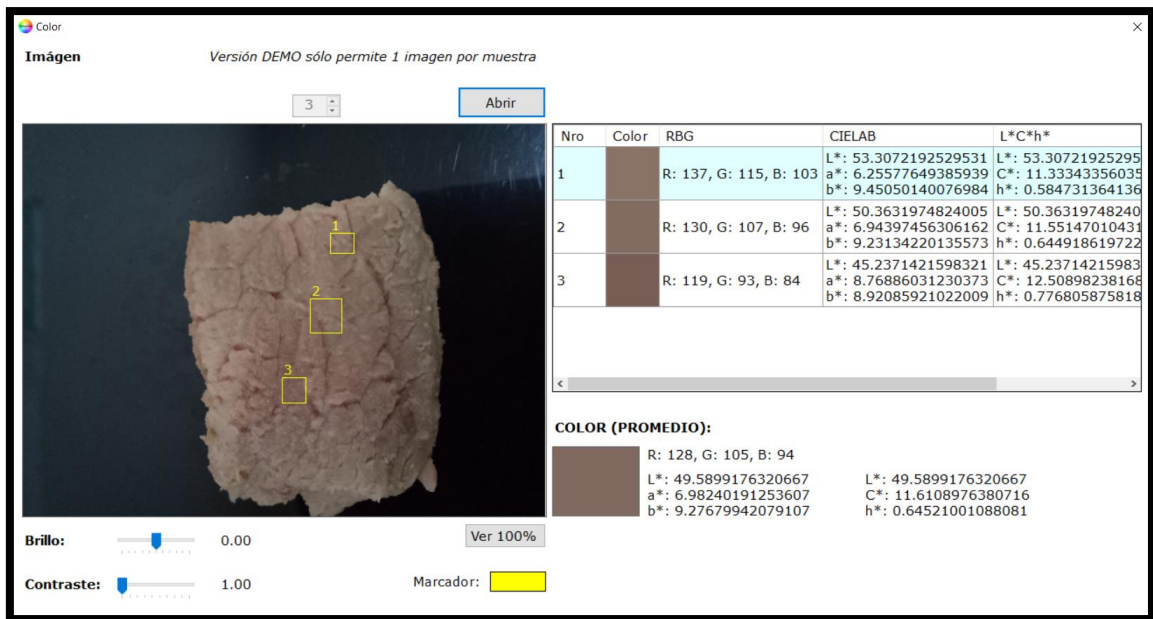 Color
Imágen
Versión DEMO sólo permite 1 imagen por muestra
3
Abrir
1
2
3
Nro Color RBG CIELAB L*C*h*
1 R: 137, G: 115, B: 103
L*: 53.3072192529531 L*: 53.30721925295
a*: 6.25577649385939 C*: 11.33343356035
b*: 9.45050140076984 h*: 0.584731364136
2 R: 130, G: 107, B: 96
L*: 50.3631974824005 L*: 50.36319748240
a*: 6.94397456306162 C*: 11.55147010431
b*: 9.23134220135573 h*: 0.644918619722
3 R: 119, G: 93, B: 84
L*: 45.2371421598321 L*: 45.23714215983
a*: 8.76886031230373 C*: 12.50898238168
b*: 8.92085921022009 h*: 0.776805875818
COLOR (PROMEDIO):
R: 128, G: 105, B: 94
L*: 49.5899176320667 L*: 49.5899176320667
a*: 6.98240191253607 C*: 11.6108976380716
b*: 9.27679942079107 h*: 0.64521001088081
Brillo: 0.00
Ver 100%
Contraste: 1.00
Marcador: